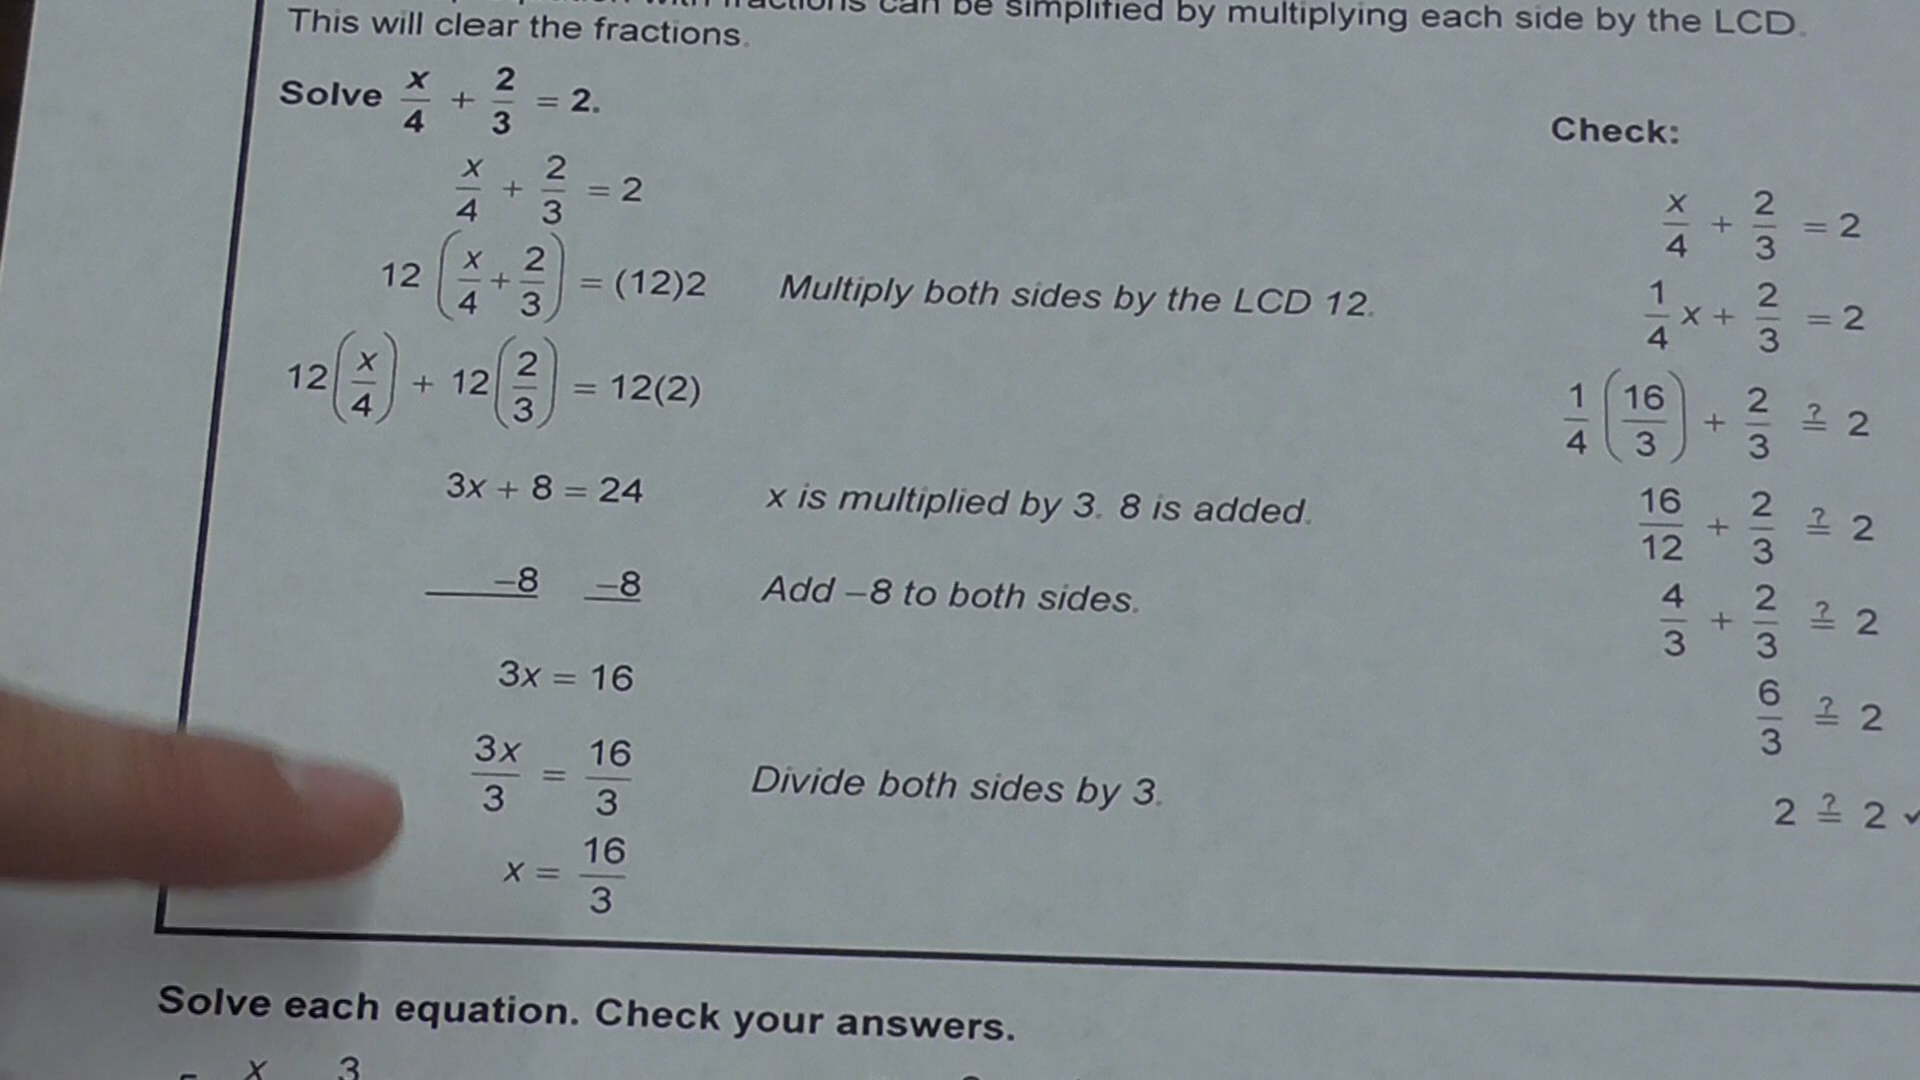 can be simplified by multiplying each side by the LCD.
This will clear the fractions.
Solve x/4 + 2/3 = 2.
x/4 + 2/3 = 2
12 (x/4 + 2/3) = (12)2 Multiply both sides by the LCD 12.
12(x/4) + 12(2/3) = 12(2)
3x + 8 = 24 x is multiplied by 3. 8 is added.
–8 –8 Add –8 to both sides.
3x = 16
3x/3 = 16/3 Divide both sides by 3.
x = 16/3
Check:
x/4 + 2/3 = 2
1/4 x + 2/3 = 2
1/4 (16/3) + 2/3 ≟ 2
16/12 + 2/3 ≟ 2
4/3 + 2/3 ≟ 2
6/3 ≟ 2
2 ≟ 2 ✓
Solve each equation. Check your answers.
x 3